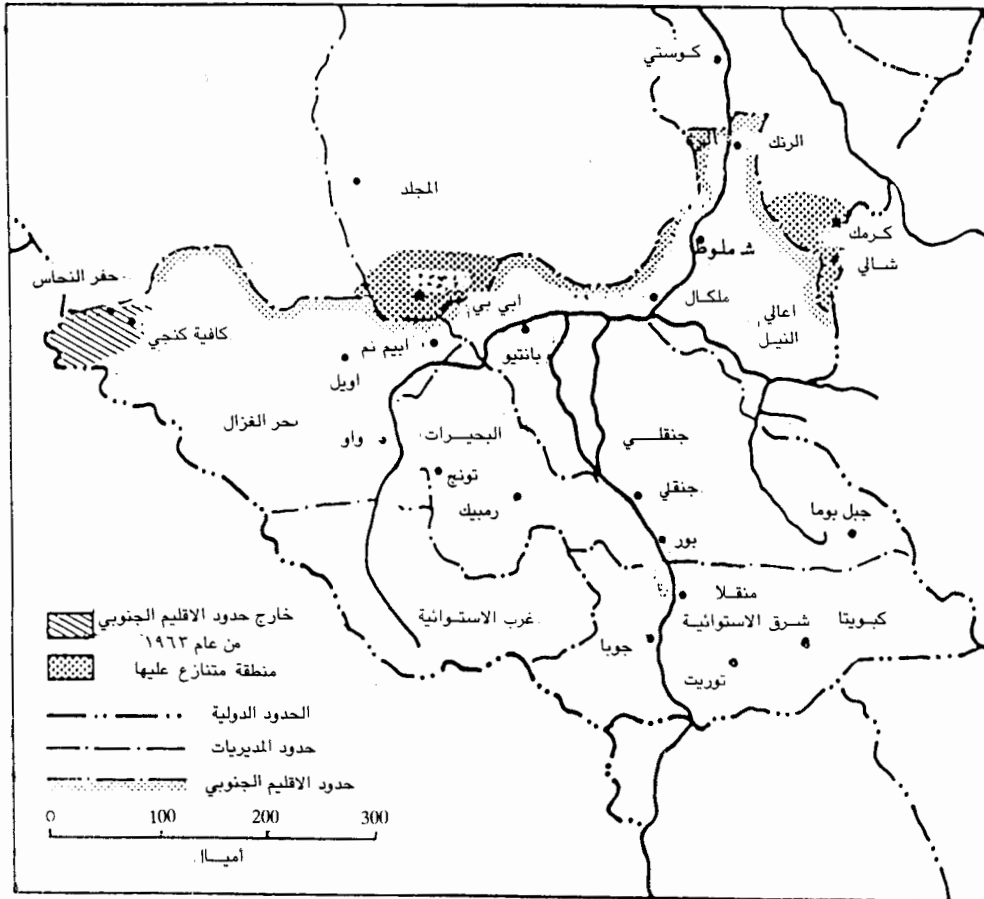 كوستي
الرنك
المجلد
كرمك
شالي
حفر النحاس
كافية كنجي
ملوط
ملكال
اعالي
النيل
ابي بي
ابيم نم
بانتيو
اويل
بحر الغزال
واو
البحيرات
تونج
رمبيك
جنقلـــي
جنقلي
جبل بوما
بور
منقلا
شرق الاستوائية
كبويتا
غرب الاستوائية
جوبا
توريت
خارج حدود الاقليم الجنوبي
من عام ١٩٦٣
منطقة متنازع عليها
الحدود الدولية
حدود المديريات
حدود الاقليم الجنوبي
0 100 200 300
أميـــال